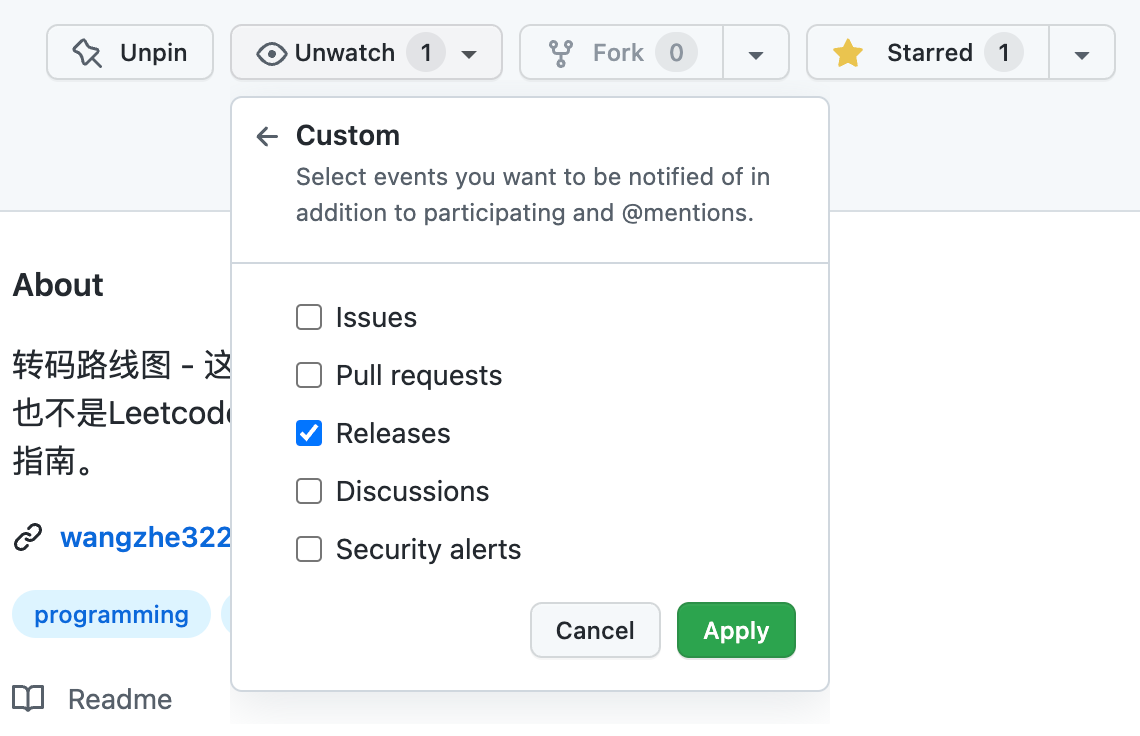 Unpin
Unwatch 1
Fork 0
Starred 1
Custom
Select events you want to be notified of in
addition to participating and @mentions.
Issues
Pull requests
Releases
Discussions
Security alerts
Cancel
Apply
About
转码路线图 - 这
也不是Leetcode
指南。
wangzhe322
programming
Readme